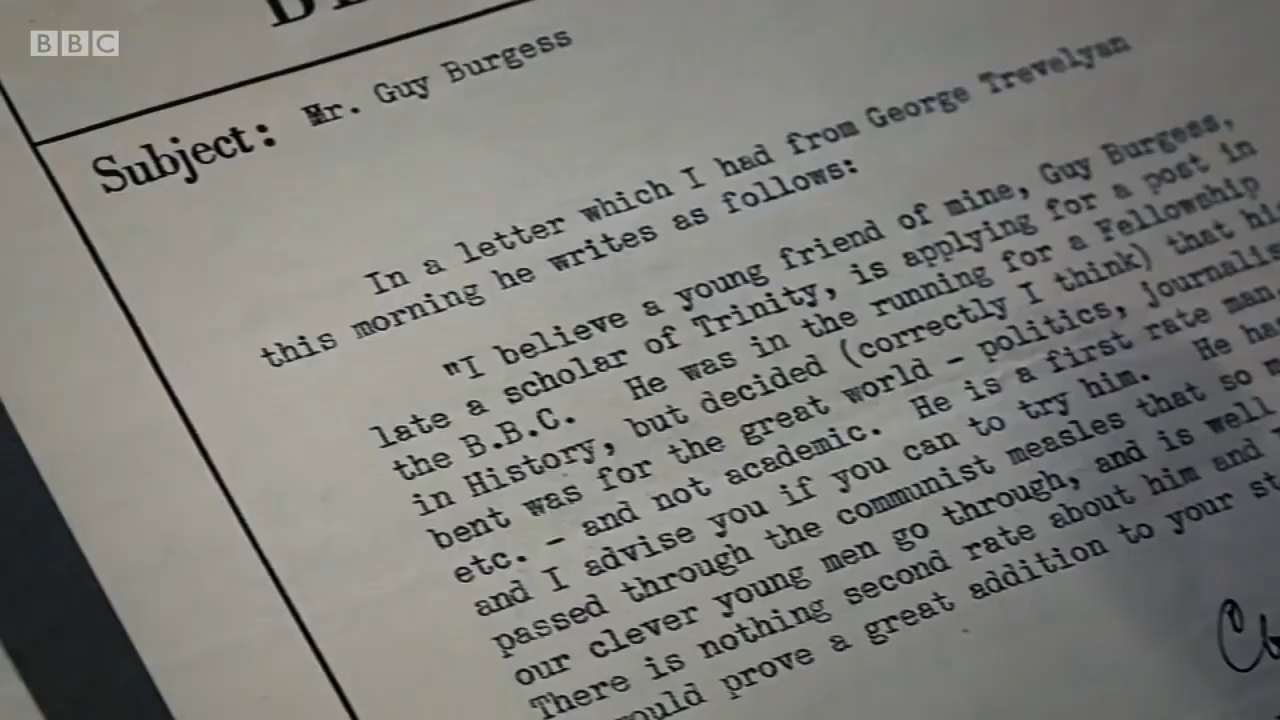 BBC
Subject: Mr. Guy Burgess
In a letter which I had from George Trevelyan
this morning he writes as follows:
"I believe a young friend of mine, Guy Burgess,
late a scholar of Trinity, is applying for a post in
the B.B.C. He was in the running for a Fellowship
in History, but decided (correctly I think) that
bent was for the great world - politics,
etc. - and not academic. He is a first rate man,
and I advise you if you can to try him. He
passed through the communist measles that so
our clever young men go through, and is well
There is nothing second rate about him and
prove a great addition to your